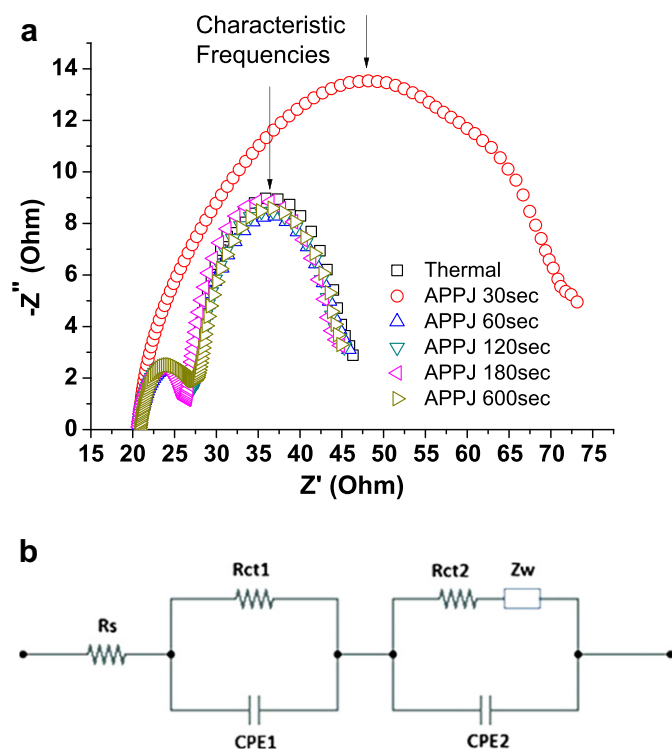 a
Characteristic
Frequencies
14
12
10
8
6
4
2
0
-Z" (Ohm)
15 20 25 30 35 40 45 50 55 60 65 70 75
Z' (Ohm)
Thermal
APPJ 30sec
APPJ 60sec
APPJ 120sec
APPJ 180sec
APPJ 600sec
b
Rs
Rct1
CPE1
Rct2
Zw
CPE2